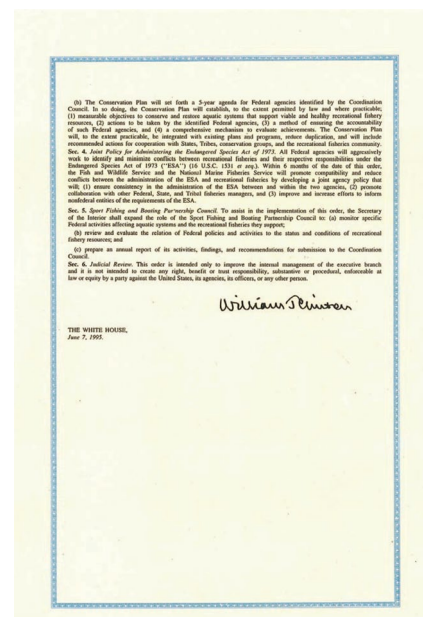 (b) The Conservation Plan will set forth a 5-year agenda for Federal agencies identified by the Coordination
Council. In so doing, the Conservation Plan will establish, to the extent permitted by law and where practicable;
(1) measurable objectives to conserve and restore aquatic systems that support viable and healthy recreational fishery
resources, (2) actions to be taken by the identified Federal agencies, (3) a method of ensuring the accountability
of such Federal agencies, and (4) a comprehensive mechanism to evaluate achievements. The Conservation Plan
will, to the extent practicable, be integrated with existing plans and programs, reduce duplication, and will include
recommended actions for cooperation with States, Tribes, conservation groups, and the recreational fisheries community.
Sec. 4. Joint Policy for Administering the Endangered Species Act of 1973. All Federal agencies will aggressively
work to identify and minimize conflicts between recreational fisheries and their respective responsibilities under the
Endangered Species Act of 1973 ("ESA") (16 U.S.C. 1531 et seq.). Within 6 months of the date of this order,
the Fish and Wildlife Service and the National Marine Fisheries Service will promote compatibility and reduce
conflicts between the administration of the ESA and recreational fisheries by developing a joint agency policy that
will; (1) ensure consistency in the administration of the ESA between and within the two agencies, (2) promote
collaboration with other Federal, State, and Tribal fisheries managers, and (3) improve and increase efforts to inform
nonfederal entities of the requirements of the ESA.
Sec. 5. Sport Fishing and Boating Partnership Council. To assist in the implementation of this order, the Secretary
of the Interior shall expand the role of the Sport Fishing and Boating Partnership Council to: (a) monitor specific
Federal activities affecting aquatic systems and the recreational fisheries they support;
(b) review and evaluate the relation of Federal policies and activities to the status and conditions of recreational
fishery resources; and
(c) prepare an annual report of its activities, findings, and recommendations for submission to the Coordination
Council.
Sec. 6. Judicial Review. This order is intended only to improve the internal management of the executive branch
and it is not intended to create any right, benefit or trust responsibility, substantive or procedural, enforceable at
law or equity by a party against the United States, its agencies, its officers, or any other person.
William J Clinton
THE WHITE HOUSE,
June 7, 1995.